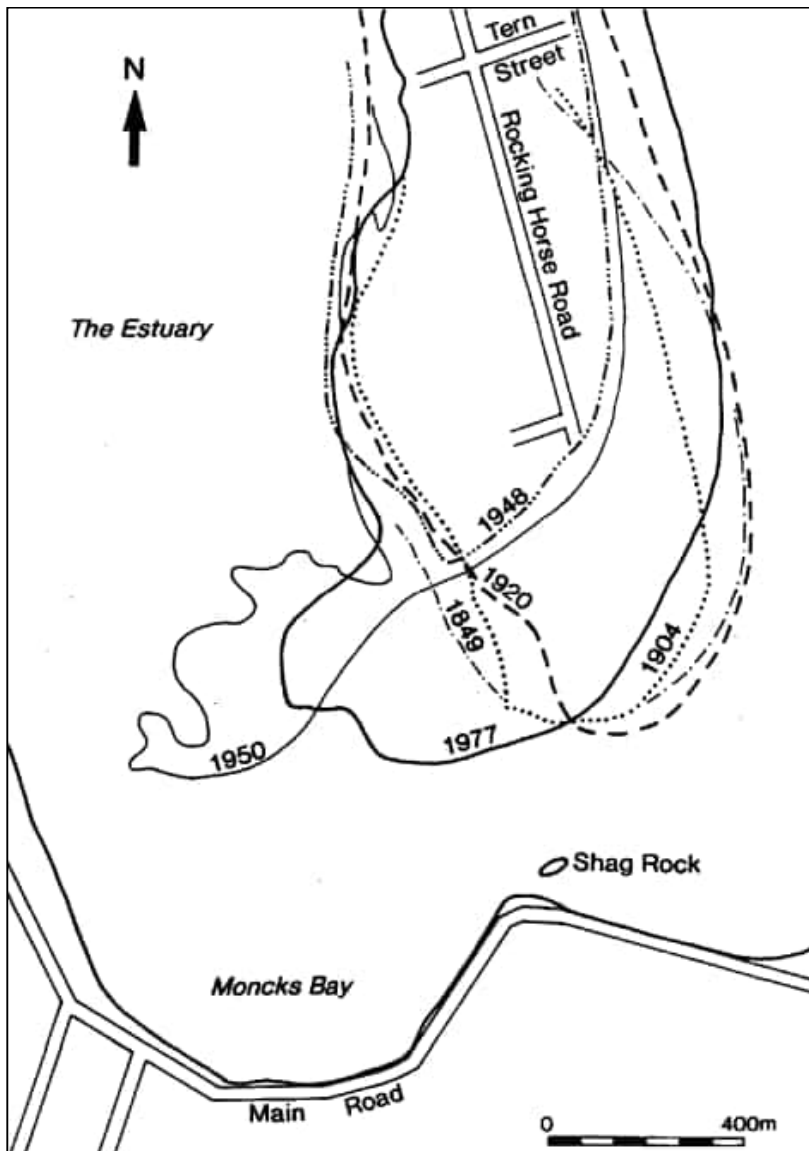 N
Tern
Street
Rocking Horse Road
The Estuary
1948
1920
1849
1904
1977
1950
Shag Rock
Moncks Bay
Main Road
0 400m